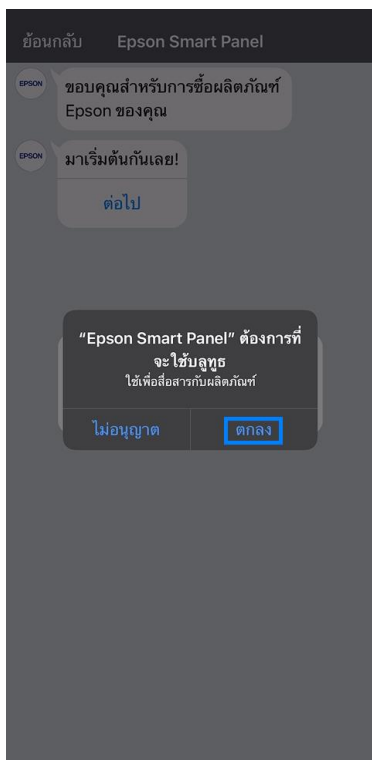 ย้อนกลับ Epson Smart Panel
EPSON
ขอบคุณสำหรับการซื้อผลิตภัณฑ์
Epson ของคุณ
EPSON
มาเริ่มต้นกันเลย!
ต่อไป
“Epson Smart Panel” ต้องการที่
จะใช้บลูทูธ
ใช้เพื่อสื่อสารกับผลิตภัณฑ์
ไม่อนุญาต ตกลง